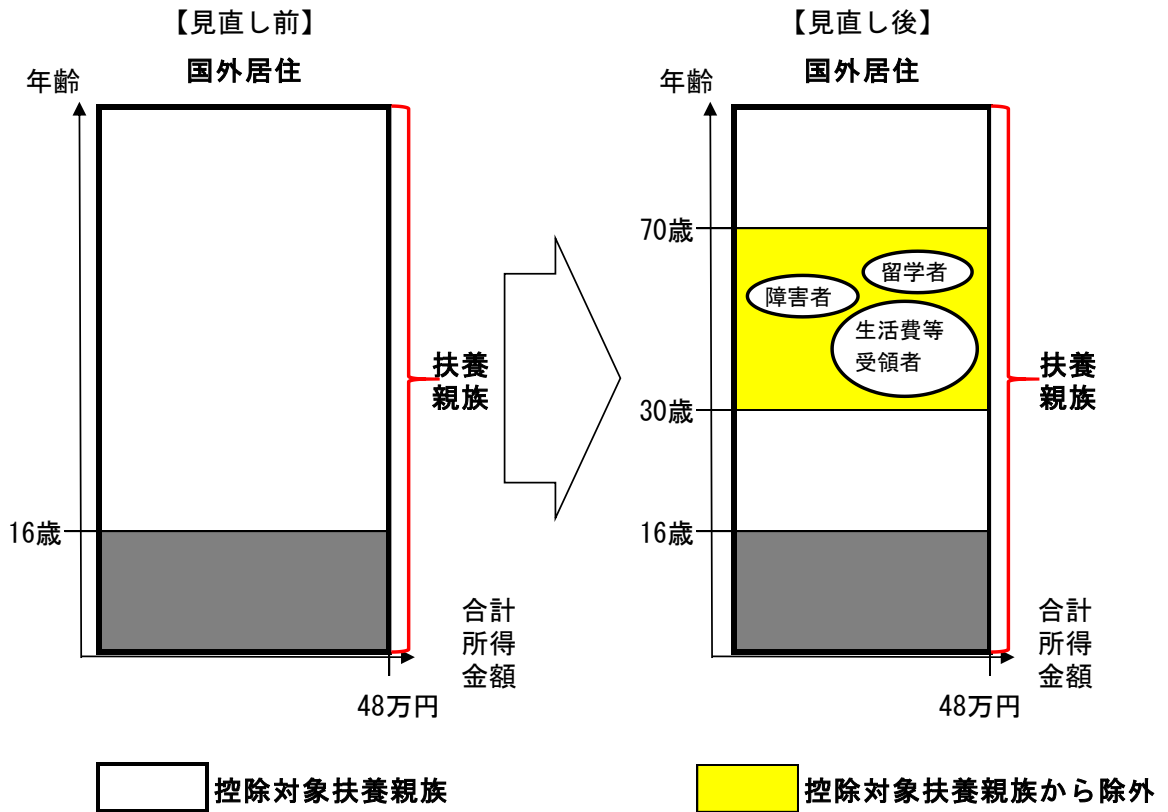 【見直し前】
国外居住
年齢
16歳
扶養
親族
合計
所得
金額
48万円
控除対象扶養親族
【見直し後】
国外居住
年齢
70歳
留学者
障害者
生活費等
受領者
30歳
16歳
扶養
親族
合計
所得
金額
48万円
控除対象扶養親族から除外